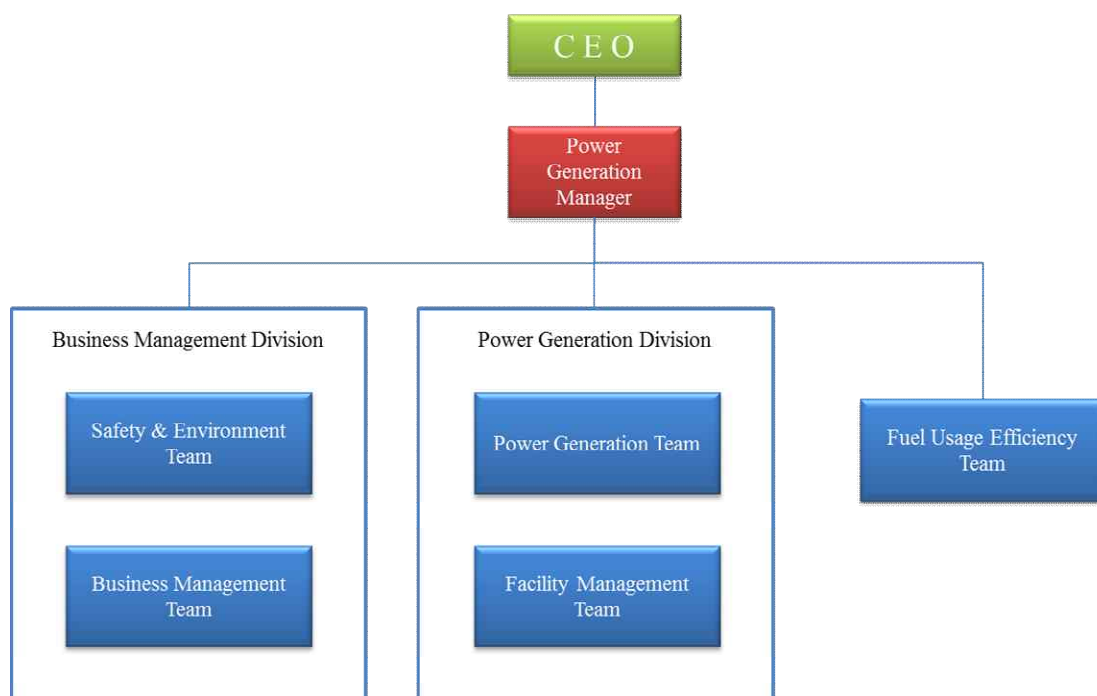 C E O
Power
Generation
Manager
Business Management Division
Safety & Environment
Team
Business Management
Team
Power Generation Division
Power Generation Team
Facility Management
Team
Fuel Usage Efficiency
Team